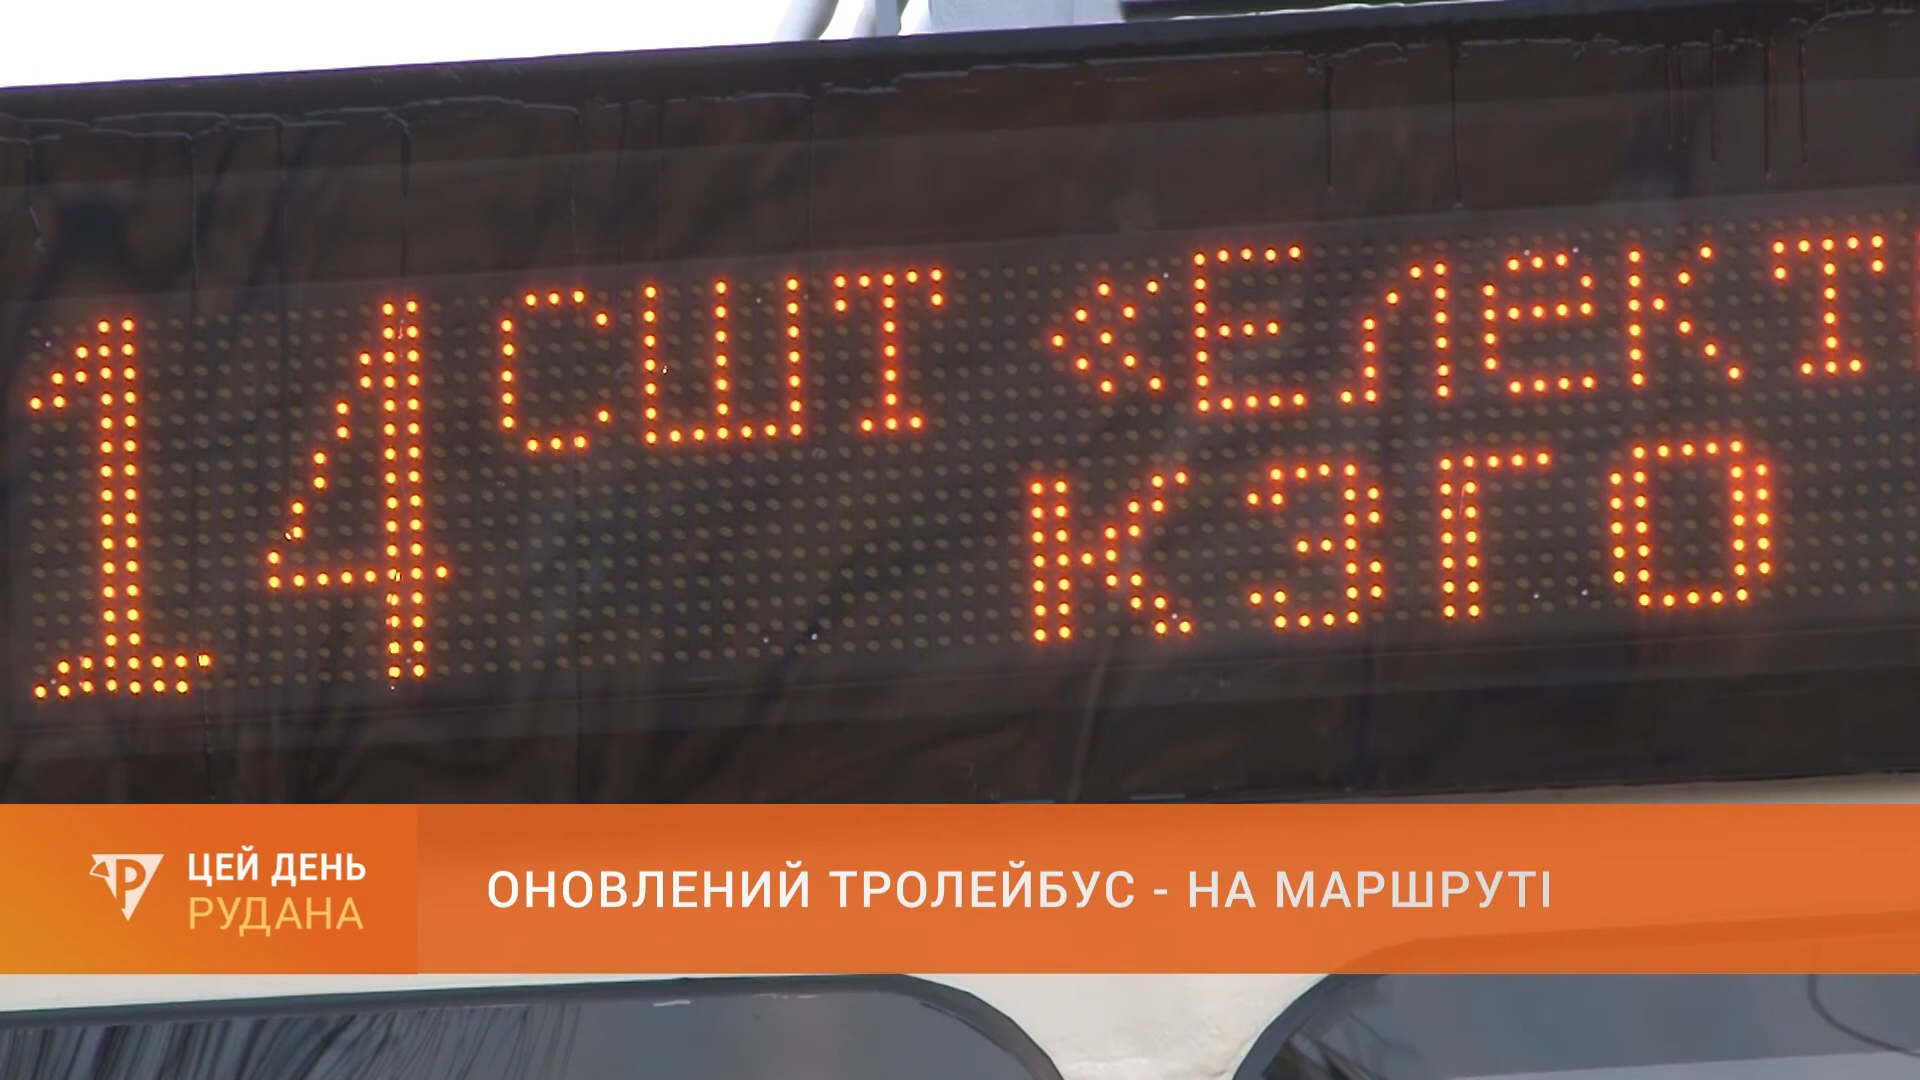 14 СШТ «Елект
КЗГО
ЦЕЙ ДЕНЬ
РУДАНА
ОНОВЛЕНИЙ ТРОЛЕЙБУС - НА МАРШРУТІ